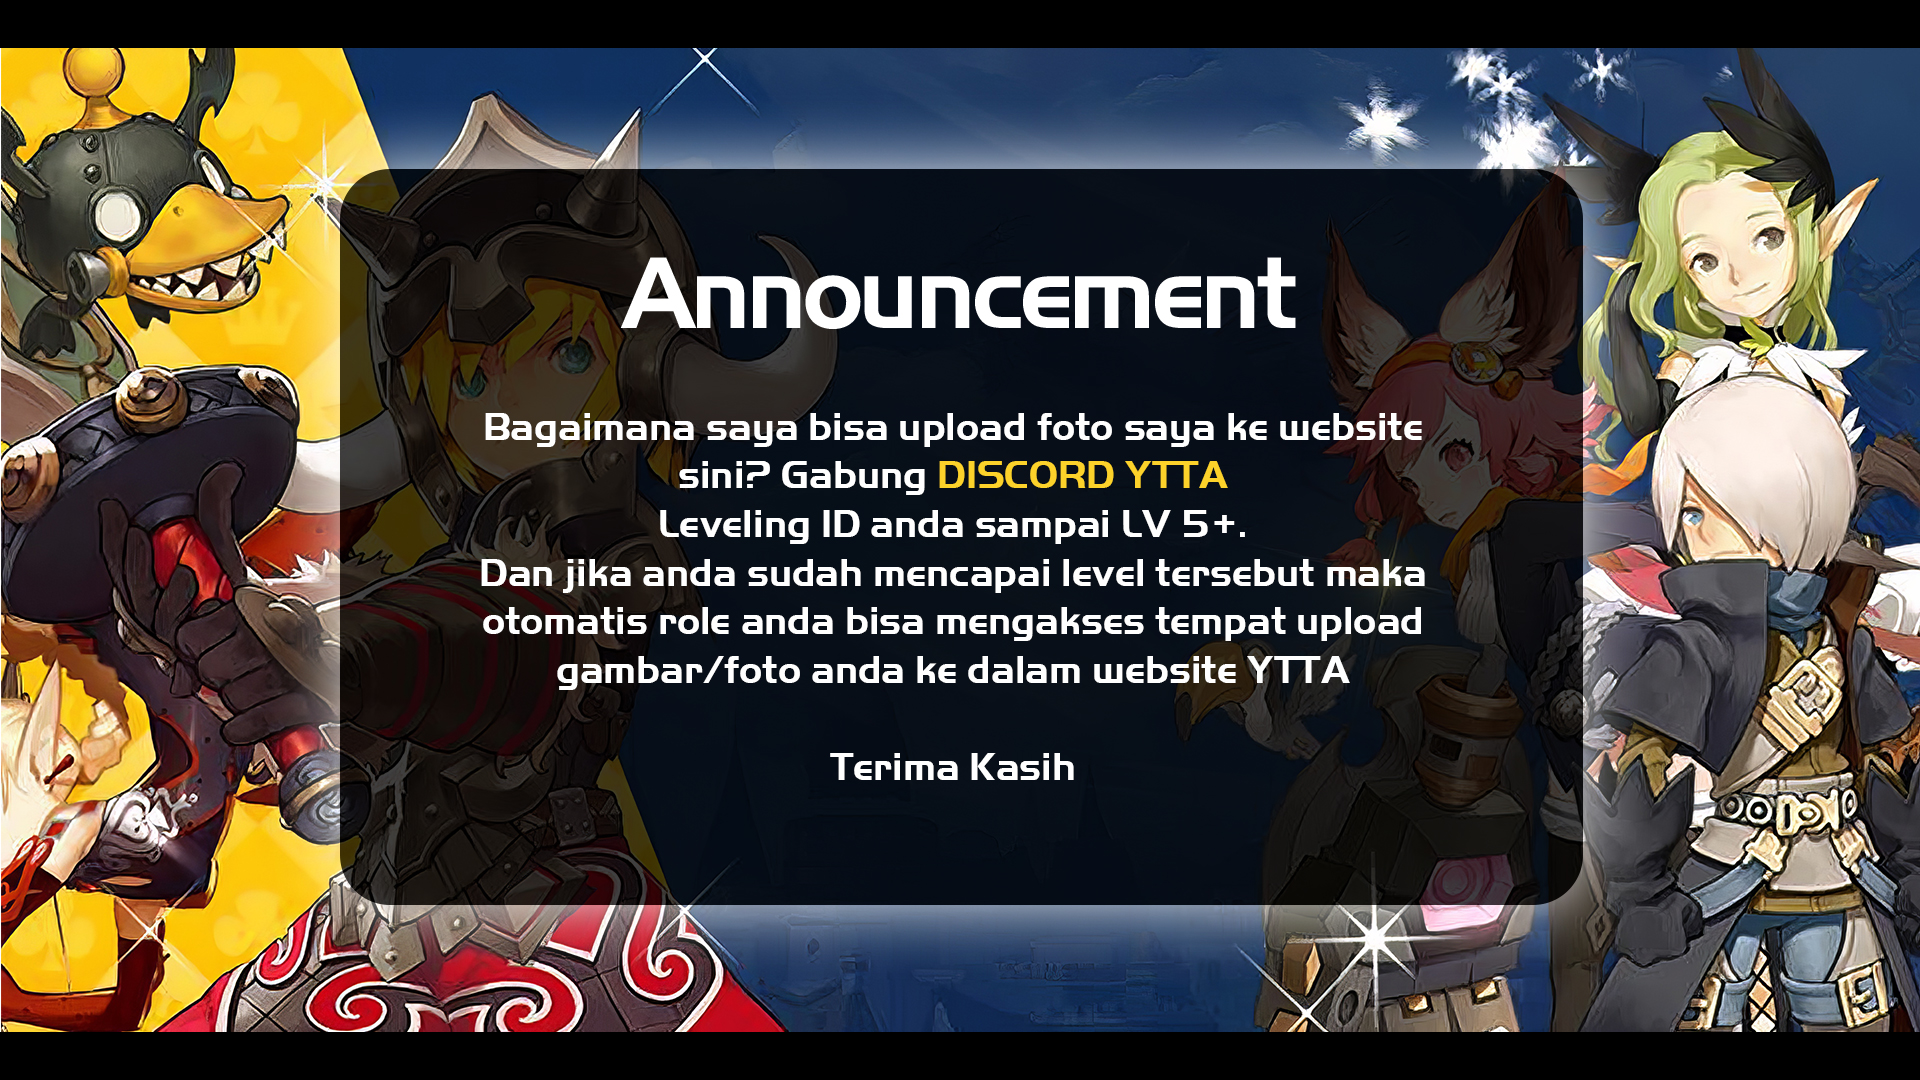 Announcement
Bagaimana saya bisa upload foto saya ke website
sini? Gabung DISCORD YTTA
Leveling ID anda sampai LV 5+.
Dan jika anda sudah mencapai level tersebut maka
otomatis role anda bisa mengakses tempat upload
gambar/foto anda ke dalam website YTTA
Terima Kasih